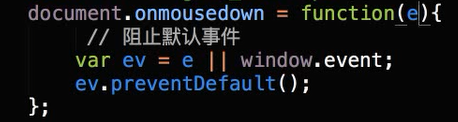 document.onmousedown = function(e){
// 阻止默认事件
var ev = e || window.event;
ev.preventDefault();
};